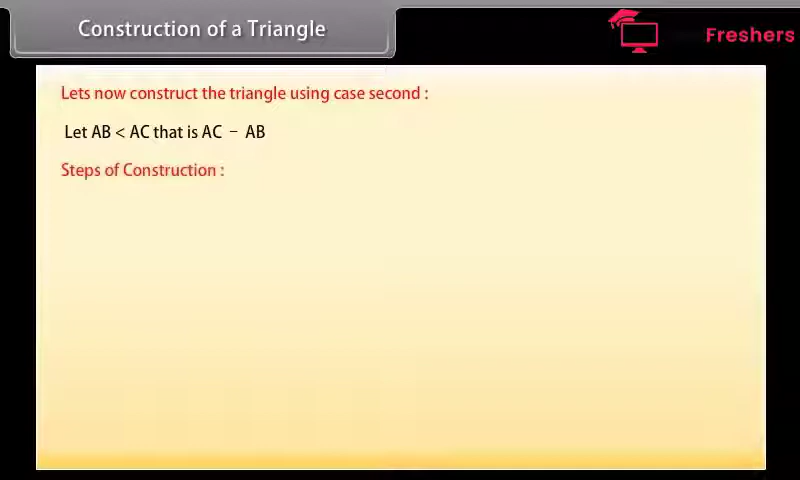 Construction of a Triangle
Freshers
Lets now construct the triangle using case second :
Let AB < AC that is AC − AB
Steps of Construction :